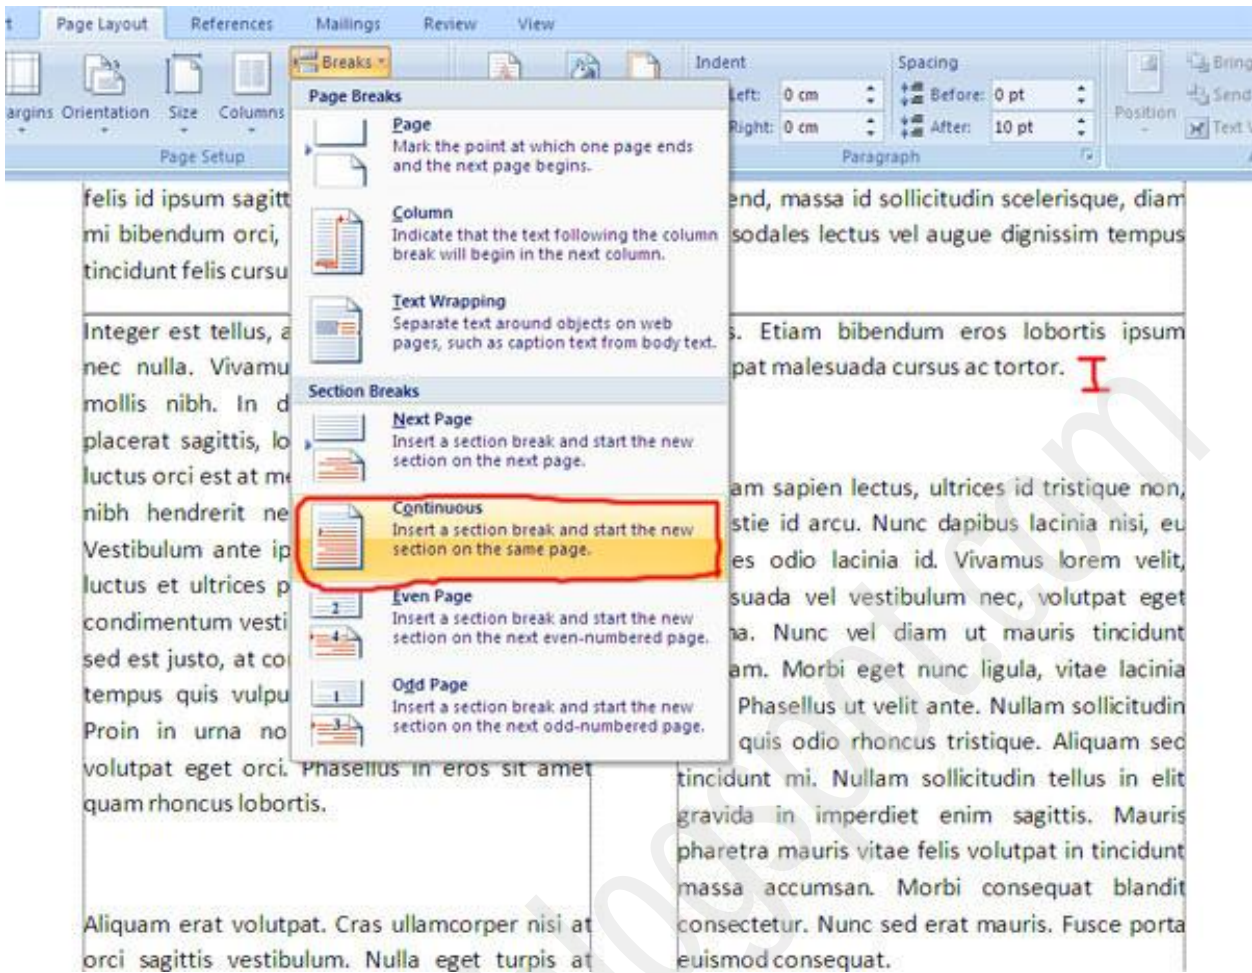 Page Layout References Mailings Review View
Breaks
Indent Spacing
Left: 0 cm Before: 0 pt Bring
Send
Orientation Size Columns Position
Right: 0 cm After: 10 pt Text
Page Setup Paragraph
Page Breaks
Page
Mark the point at which one page ends
and the next page begins.
Column
Indicate that the text following the column
break will begin in the next column.
Text Wrapping
Separate text around objects on web
pages, such as caption text from body text.
Section Breaks
Next Page
Insert a section break and start the new
section on the next page.
Continuous
Insert a section break and start the new
section on the same page.
Even Page
2
Insert a section break and start the new
4
section on the next even-numbered page.
Odd Page
1
Insert a section break and start the new
3
section on the next odd-numbered page.
felis id ipsum sagitt
mi bibendum orci,
tincidunt felis cursu
Integer est tellus, a
nec nulla. Vivamu
mollis nibh. In d
placerat sagittis, lo
luctus orci est at me
nibh hendrerit ne
Vestibulum ante ip
luctus et ultrices p
condimentum vesti
sed est justo, at co
tempus quis vulpu
Proin in urna no
volutpat eget orci. Phasellus in eros sit amet
quam rhoncus lobortis.
Aliquam erat volutpat. Cras ullamcorper nisi at
orci sagittis vestibulum. Nulla eget turpis at
end, massa id sollicitudin scelerisque, diam
sodales lectus vel augue dignissim tempus
s. Etiam bibendum eros lobortis ipsum
pat malesuada cursus ac tortor.
am sapien lectus, ultrices id tristique non,
stie id arcu. Nunc dapibus lacinia nisi, eu
es odio lacinia id. Vivamus lorem velit,
suada vel vestibulum nec, volutpat eget
na. Nunc vel diam ut mauris tincidunt
am. Morbi eget nunc ligula, vitae lacinia
Phasellus ut velit ante. Nullam sollicitudin
quis odio rhoncus tristique. Aliquam sed
tincidunt mi. Nullam sollicitudin tellus in elit
gravida in imperdiet enim sagittis. Mauris
pharetra mauris vitae felis volutpat in tincidunt
massa accumsan. Morbi consequat blandit
consectetur. Nunc sed erat mauris. Fusce porta
euismod consequat.
logspot.com